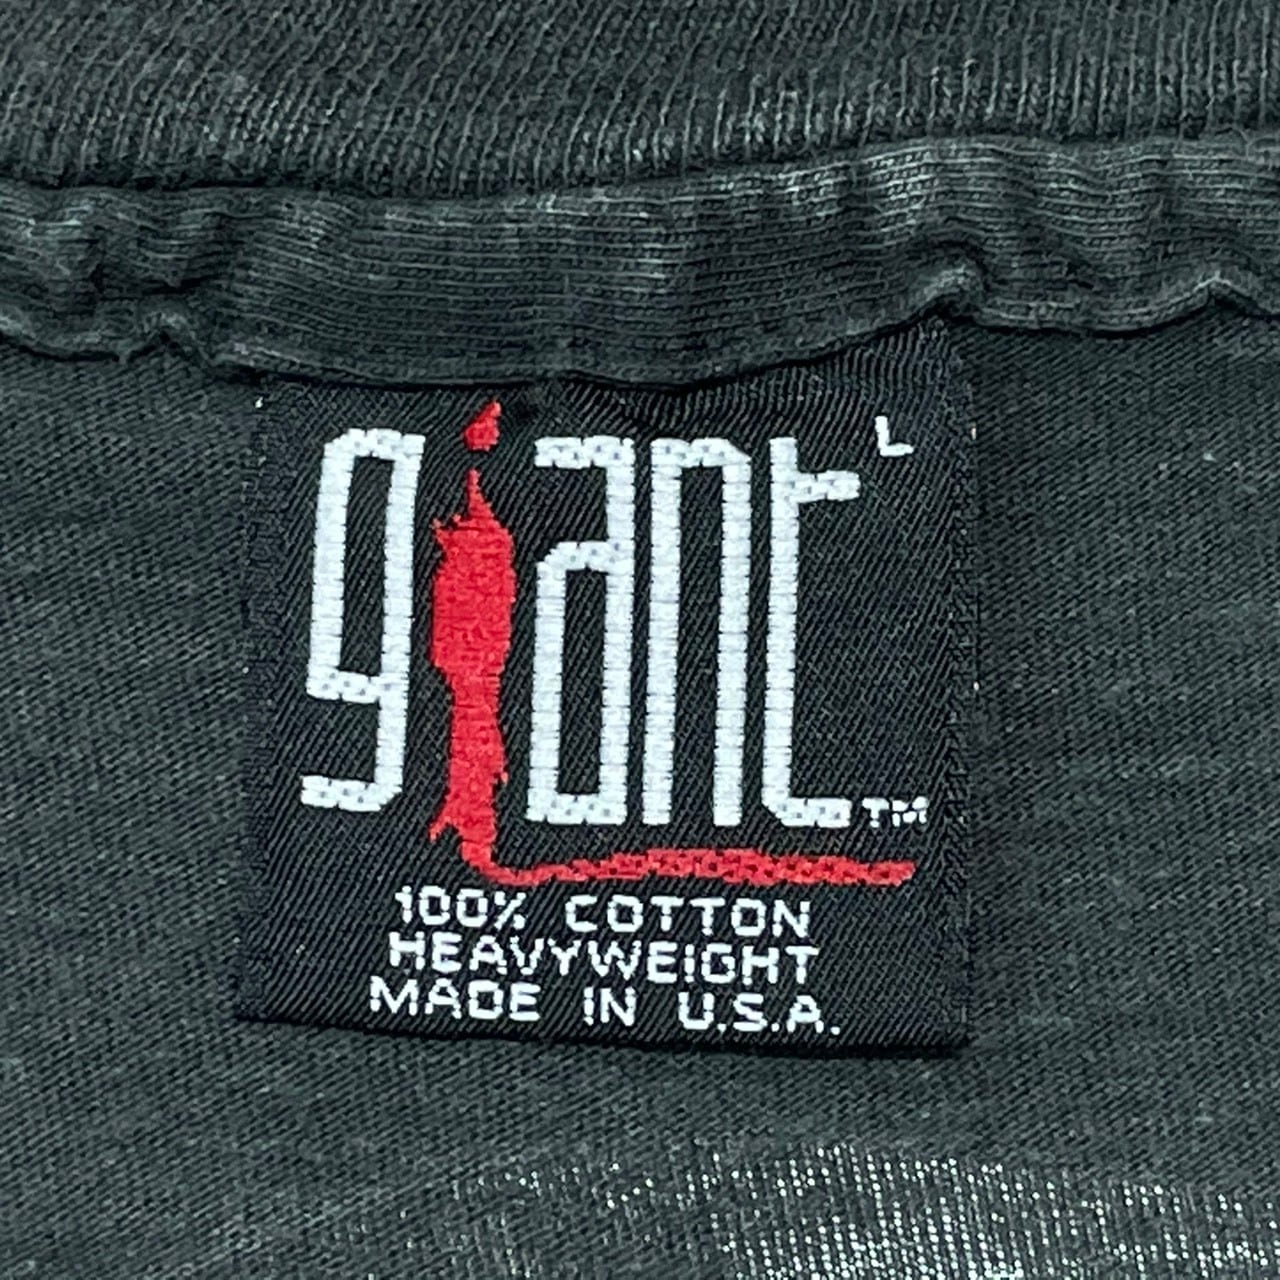 giant L
TM
100% COTTON
HEAVYWEIGHT
MADE IN U.S.A.